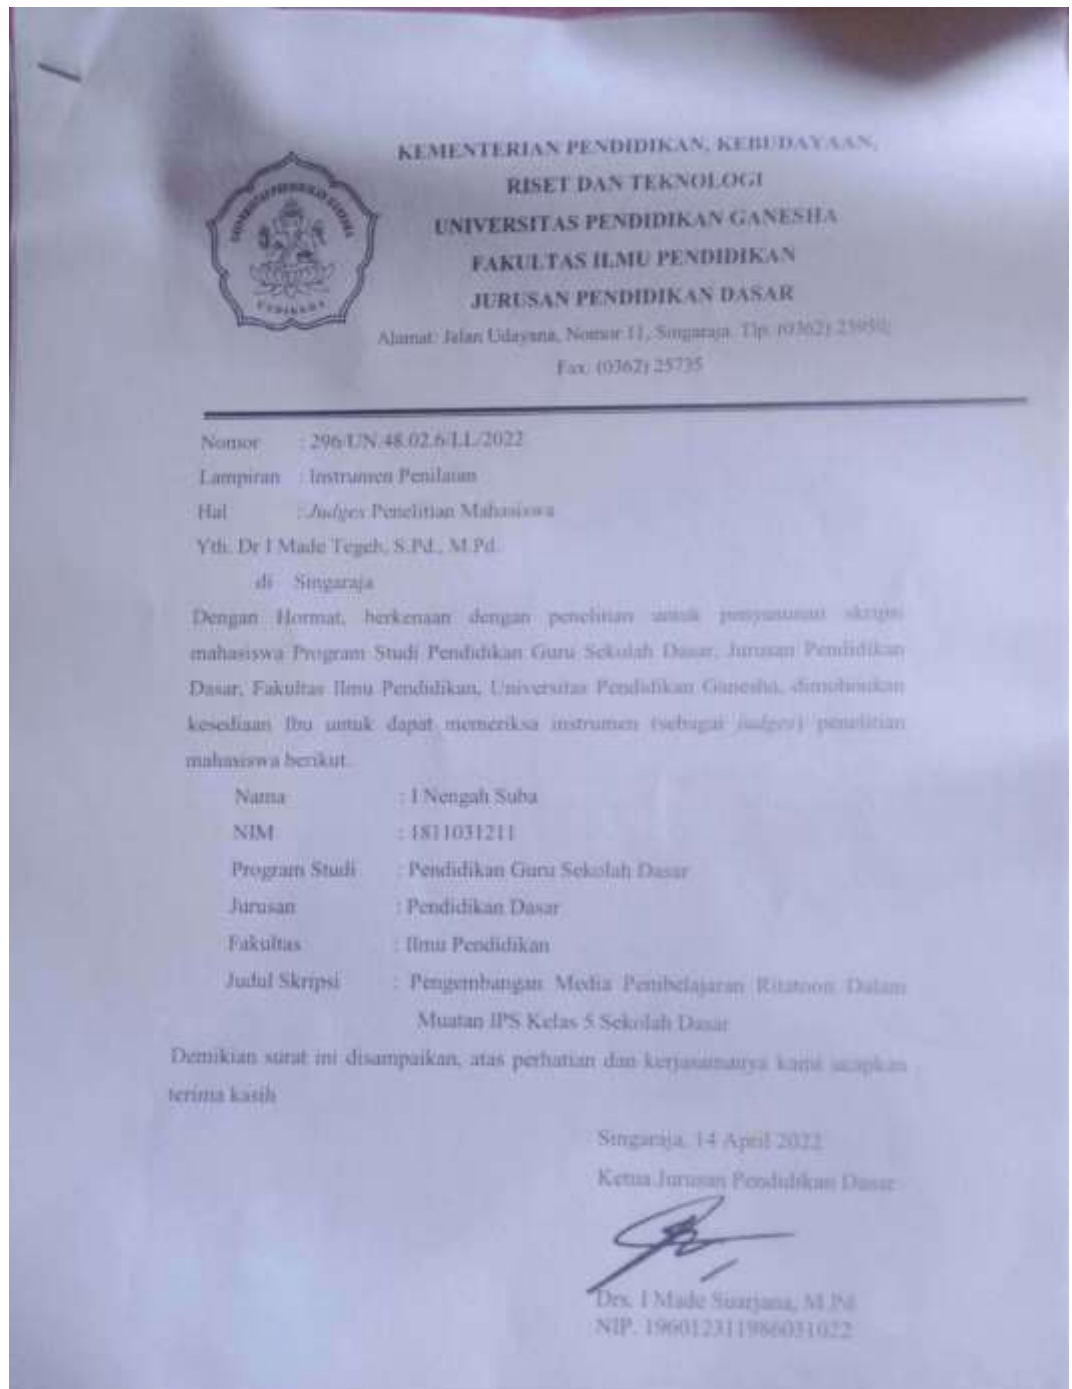 KEMENTERIAN PENDIDIKAN, KEBUDAYAAN,
RISET DAN TEKNOLOGI
UNIVERSITAS PENDIDIKAN GANESHA
FAKULTAS ILMU PENDIDIKAN
JURUSAN PENDIDIKAN DASAR
Alamat: Jalan Udayana, Nomor 11, Singaraja. Tlp. (0362)
Fax. (0362) 25735
UNIVERSITAS PENDIDIKAN GANESHA
UNDIKSHA
Nomor : 296/UN.48.02.6/LL/2022
Lampiran : Instrumen Penilaian
Hal : Judges Penelitian Mahasiswa
Yth. Dr I Made Tegeh, S.Pd., M.Pd.
di Singaraja
Dengan Hormat, berkenaan dengan penelitian untuk penyusunan skripsi
mahasiswa Program Studi Pendidikan Guru Sekolah Dasar, Jurusan Pendidikan
Dasar, Fakultas Ilmu Pendidikan, Universitas Pendidikan Ganesha, dimohonkan
kesediaan Ibu untuk dapat memeriksa instrumen (sebagai judges) penelitian
mahasiswa berikut.
Nama : I Nengah Suba
NIM : 1811031211
Program Studi : Pendidikan Guru Sekolah Dasar
Jurusan : Pendidikan Dasar
Fakultas : Ilmu Pendidikan
Judul Skripsi : Pengembangan Media Pembelajaran Ritatoon Dalam
Muatan IPS Kelas 5 Sekolah Dasar
Demikian surat ini disampaikan, atas perhatian dan kerjasamanya kami ucapkan
terima kasih
Singaraja, 14 April 2022
Ketua Jurusan Pendidikan Dasar
Drs. I Made Suarjana, M.Pd
NIP. 196012311986031022